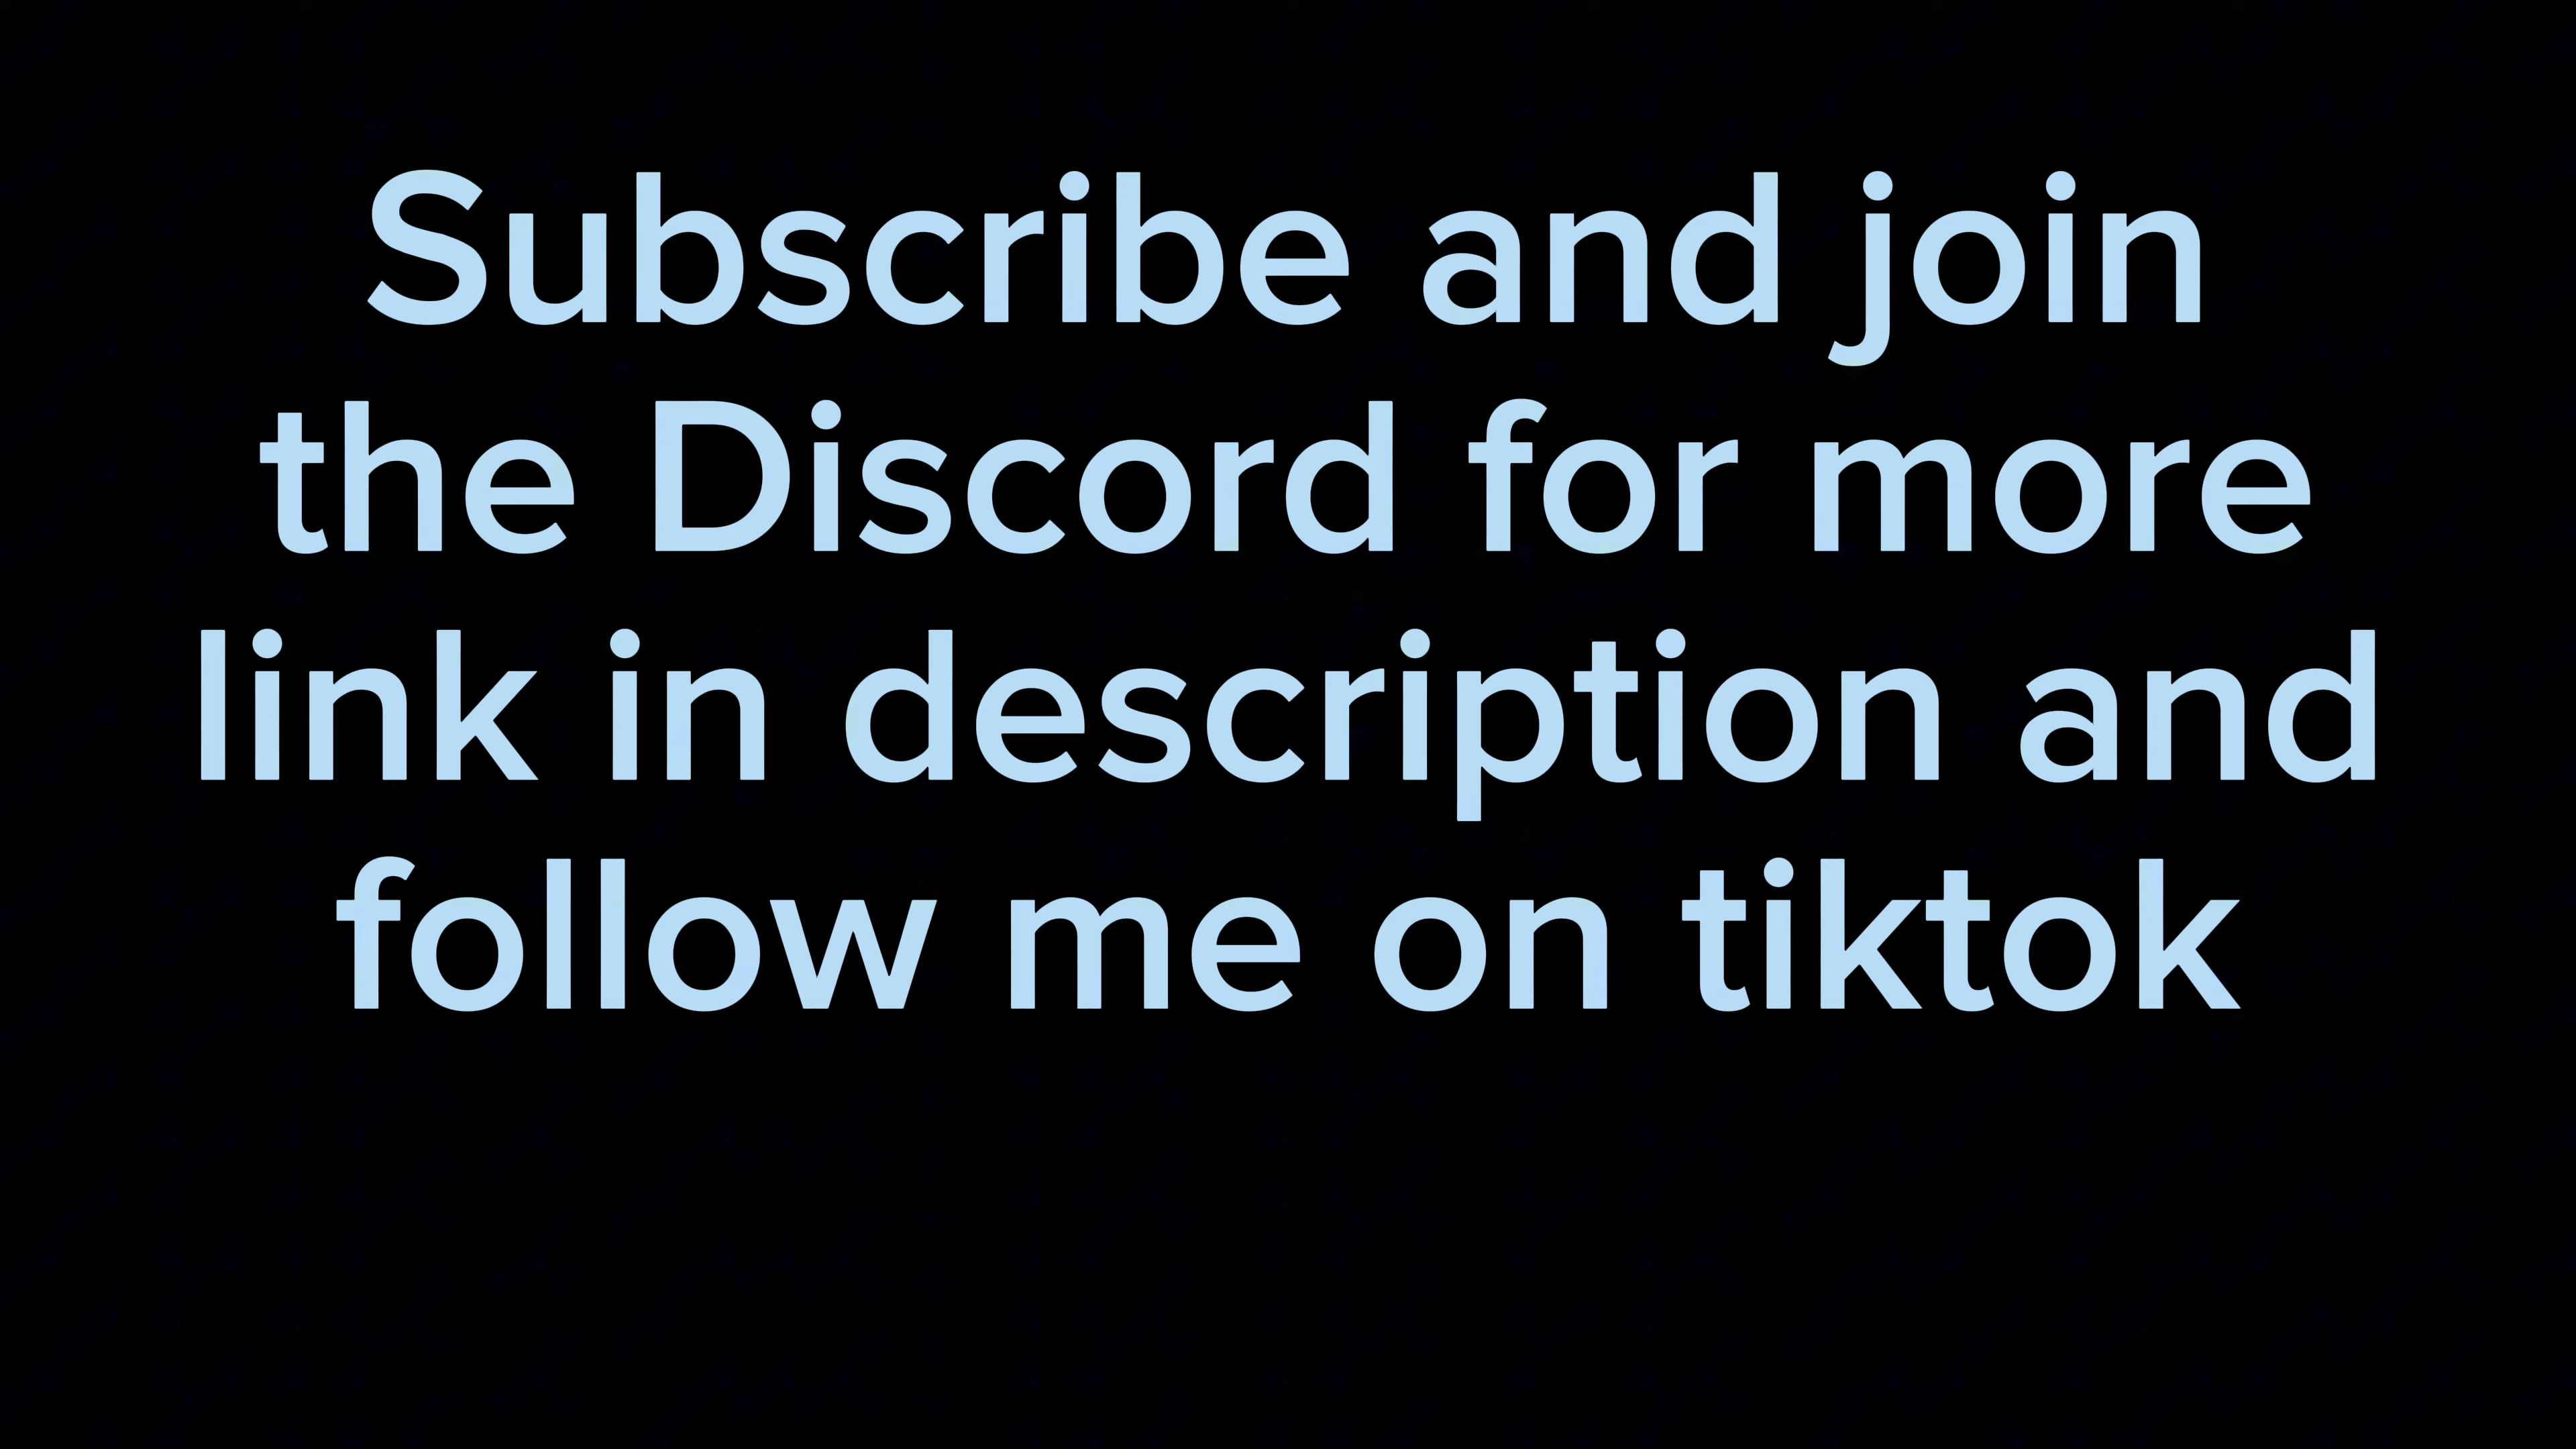 Subscribe and join
the Discord for more
link in description and
follow me on tiktok